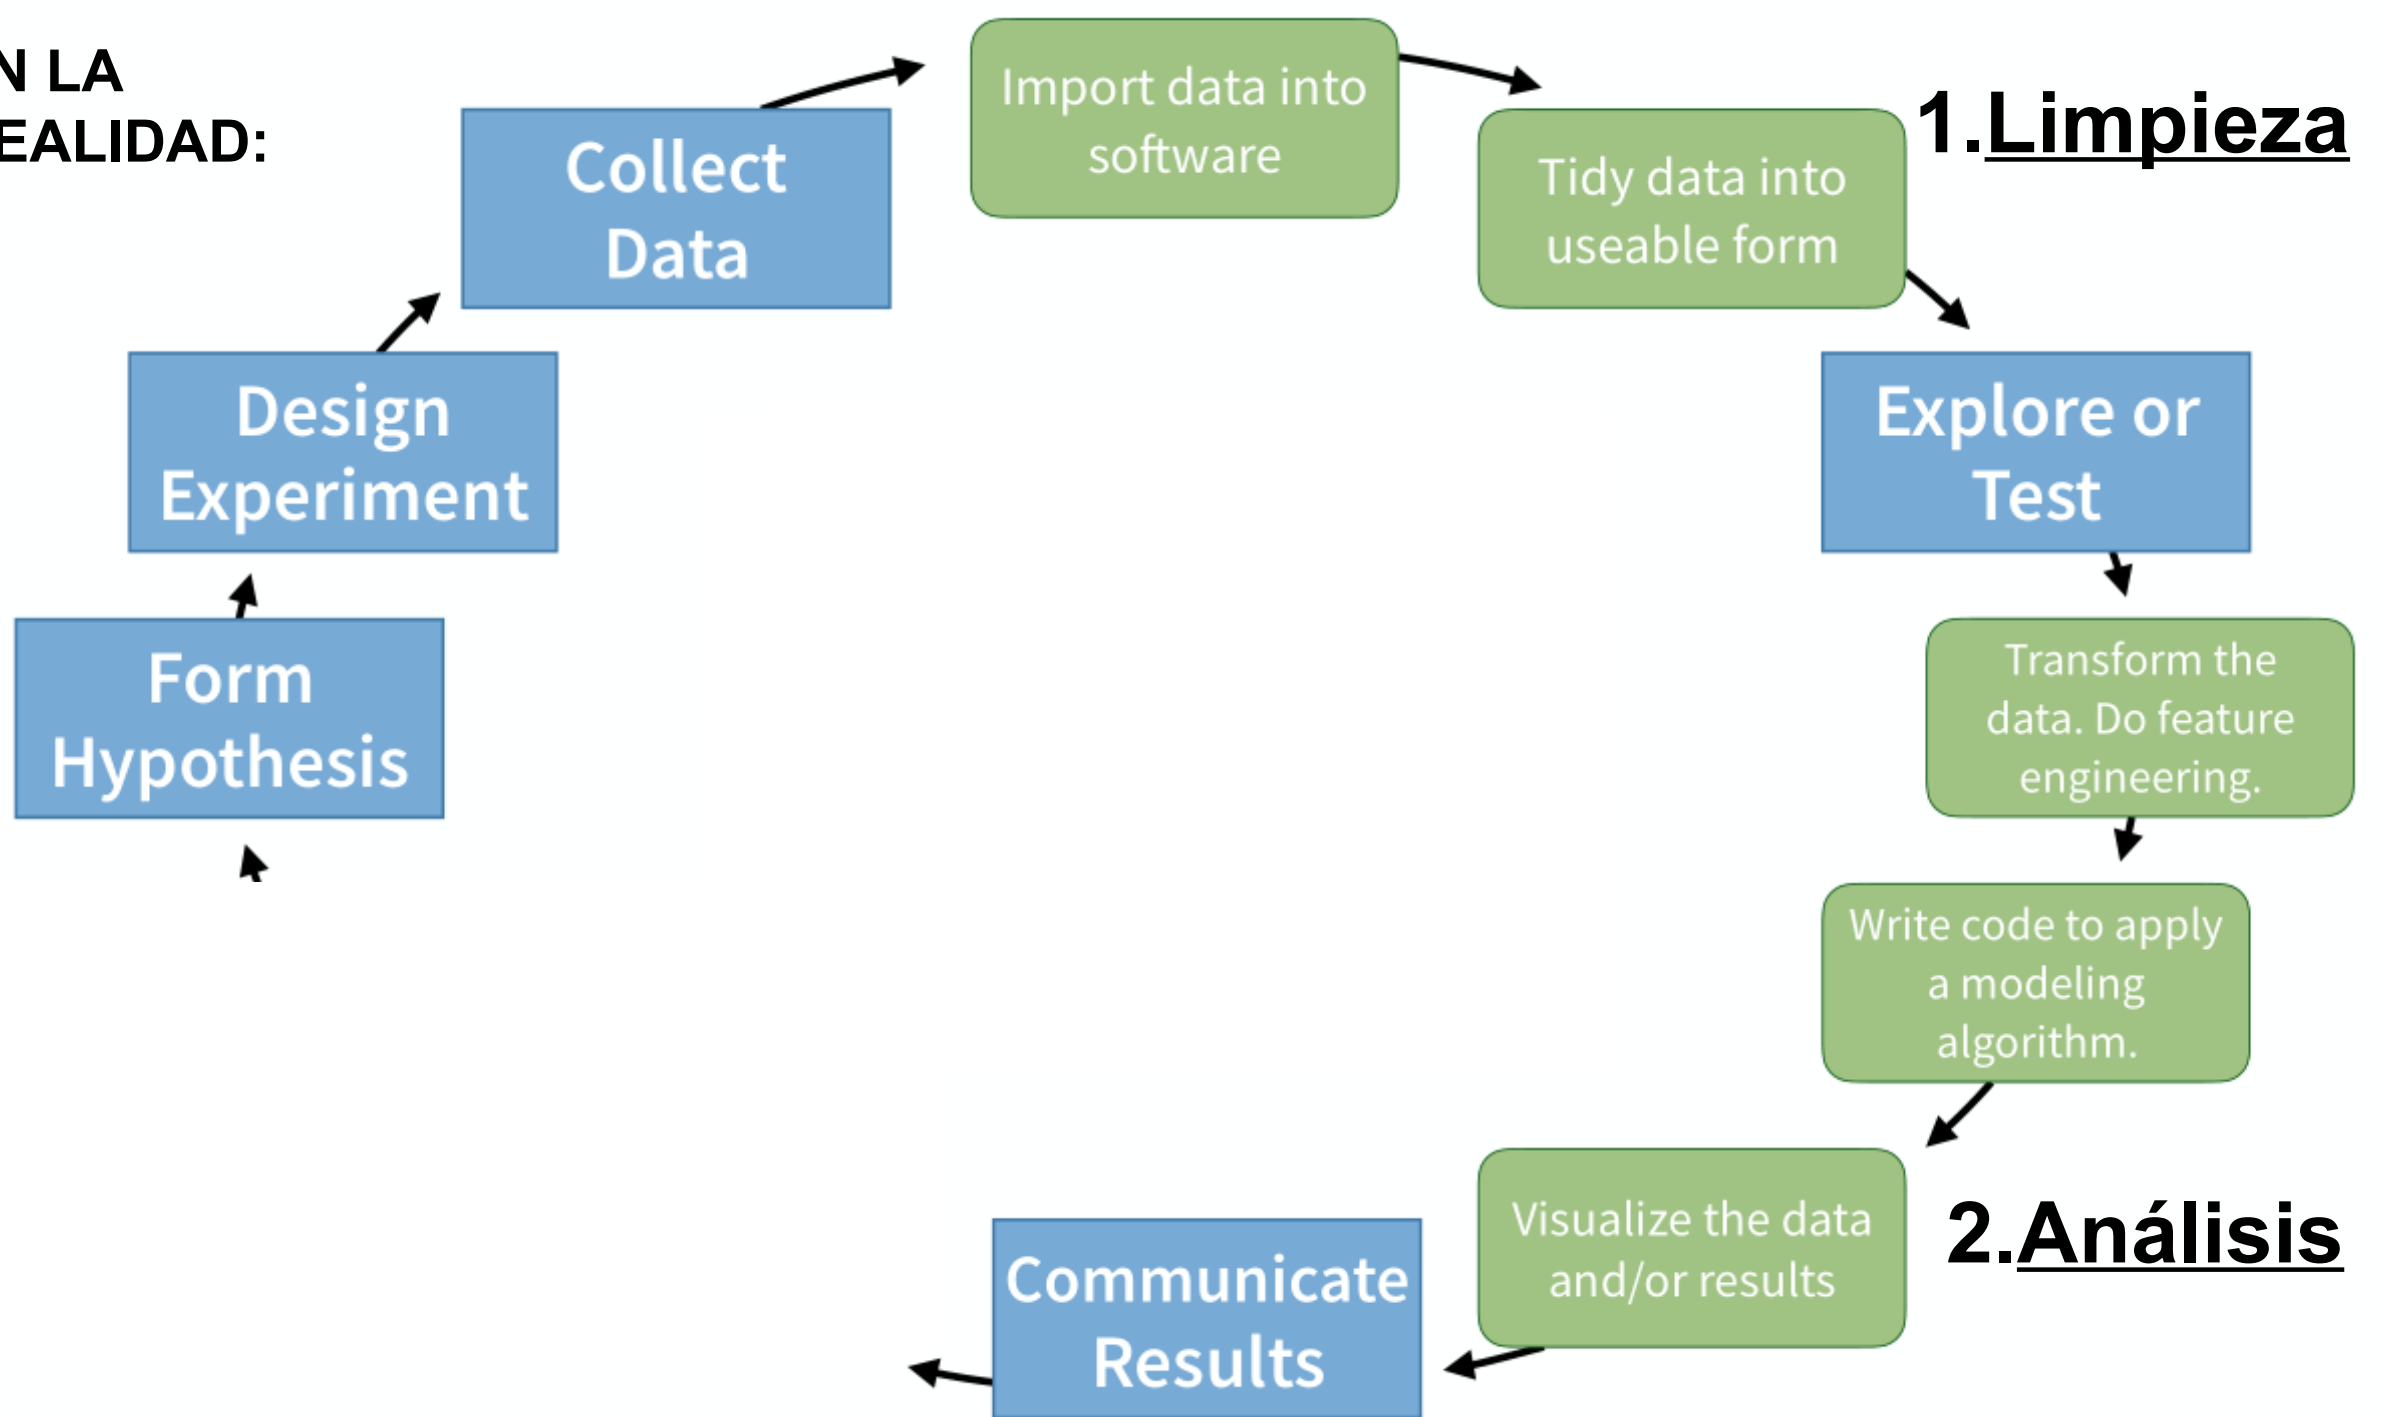 N LA
EALIDAD:
Collect
Data
Import data into
software
Tidy data into
useable form
1.Limpieza
Design
Experiment
Explore or
Test
Form
Hypothesis
Transform the
data. Do feature
engineering.
Write code to apply
a modeling
algorithm.
Visualize the data
and/or results
2.Análisis
Communicate
Results